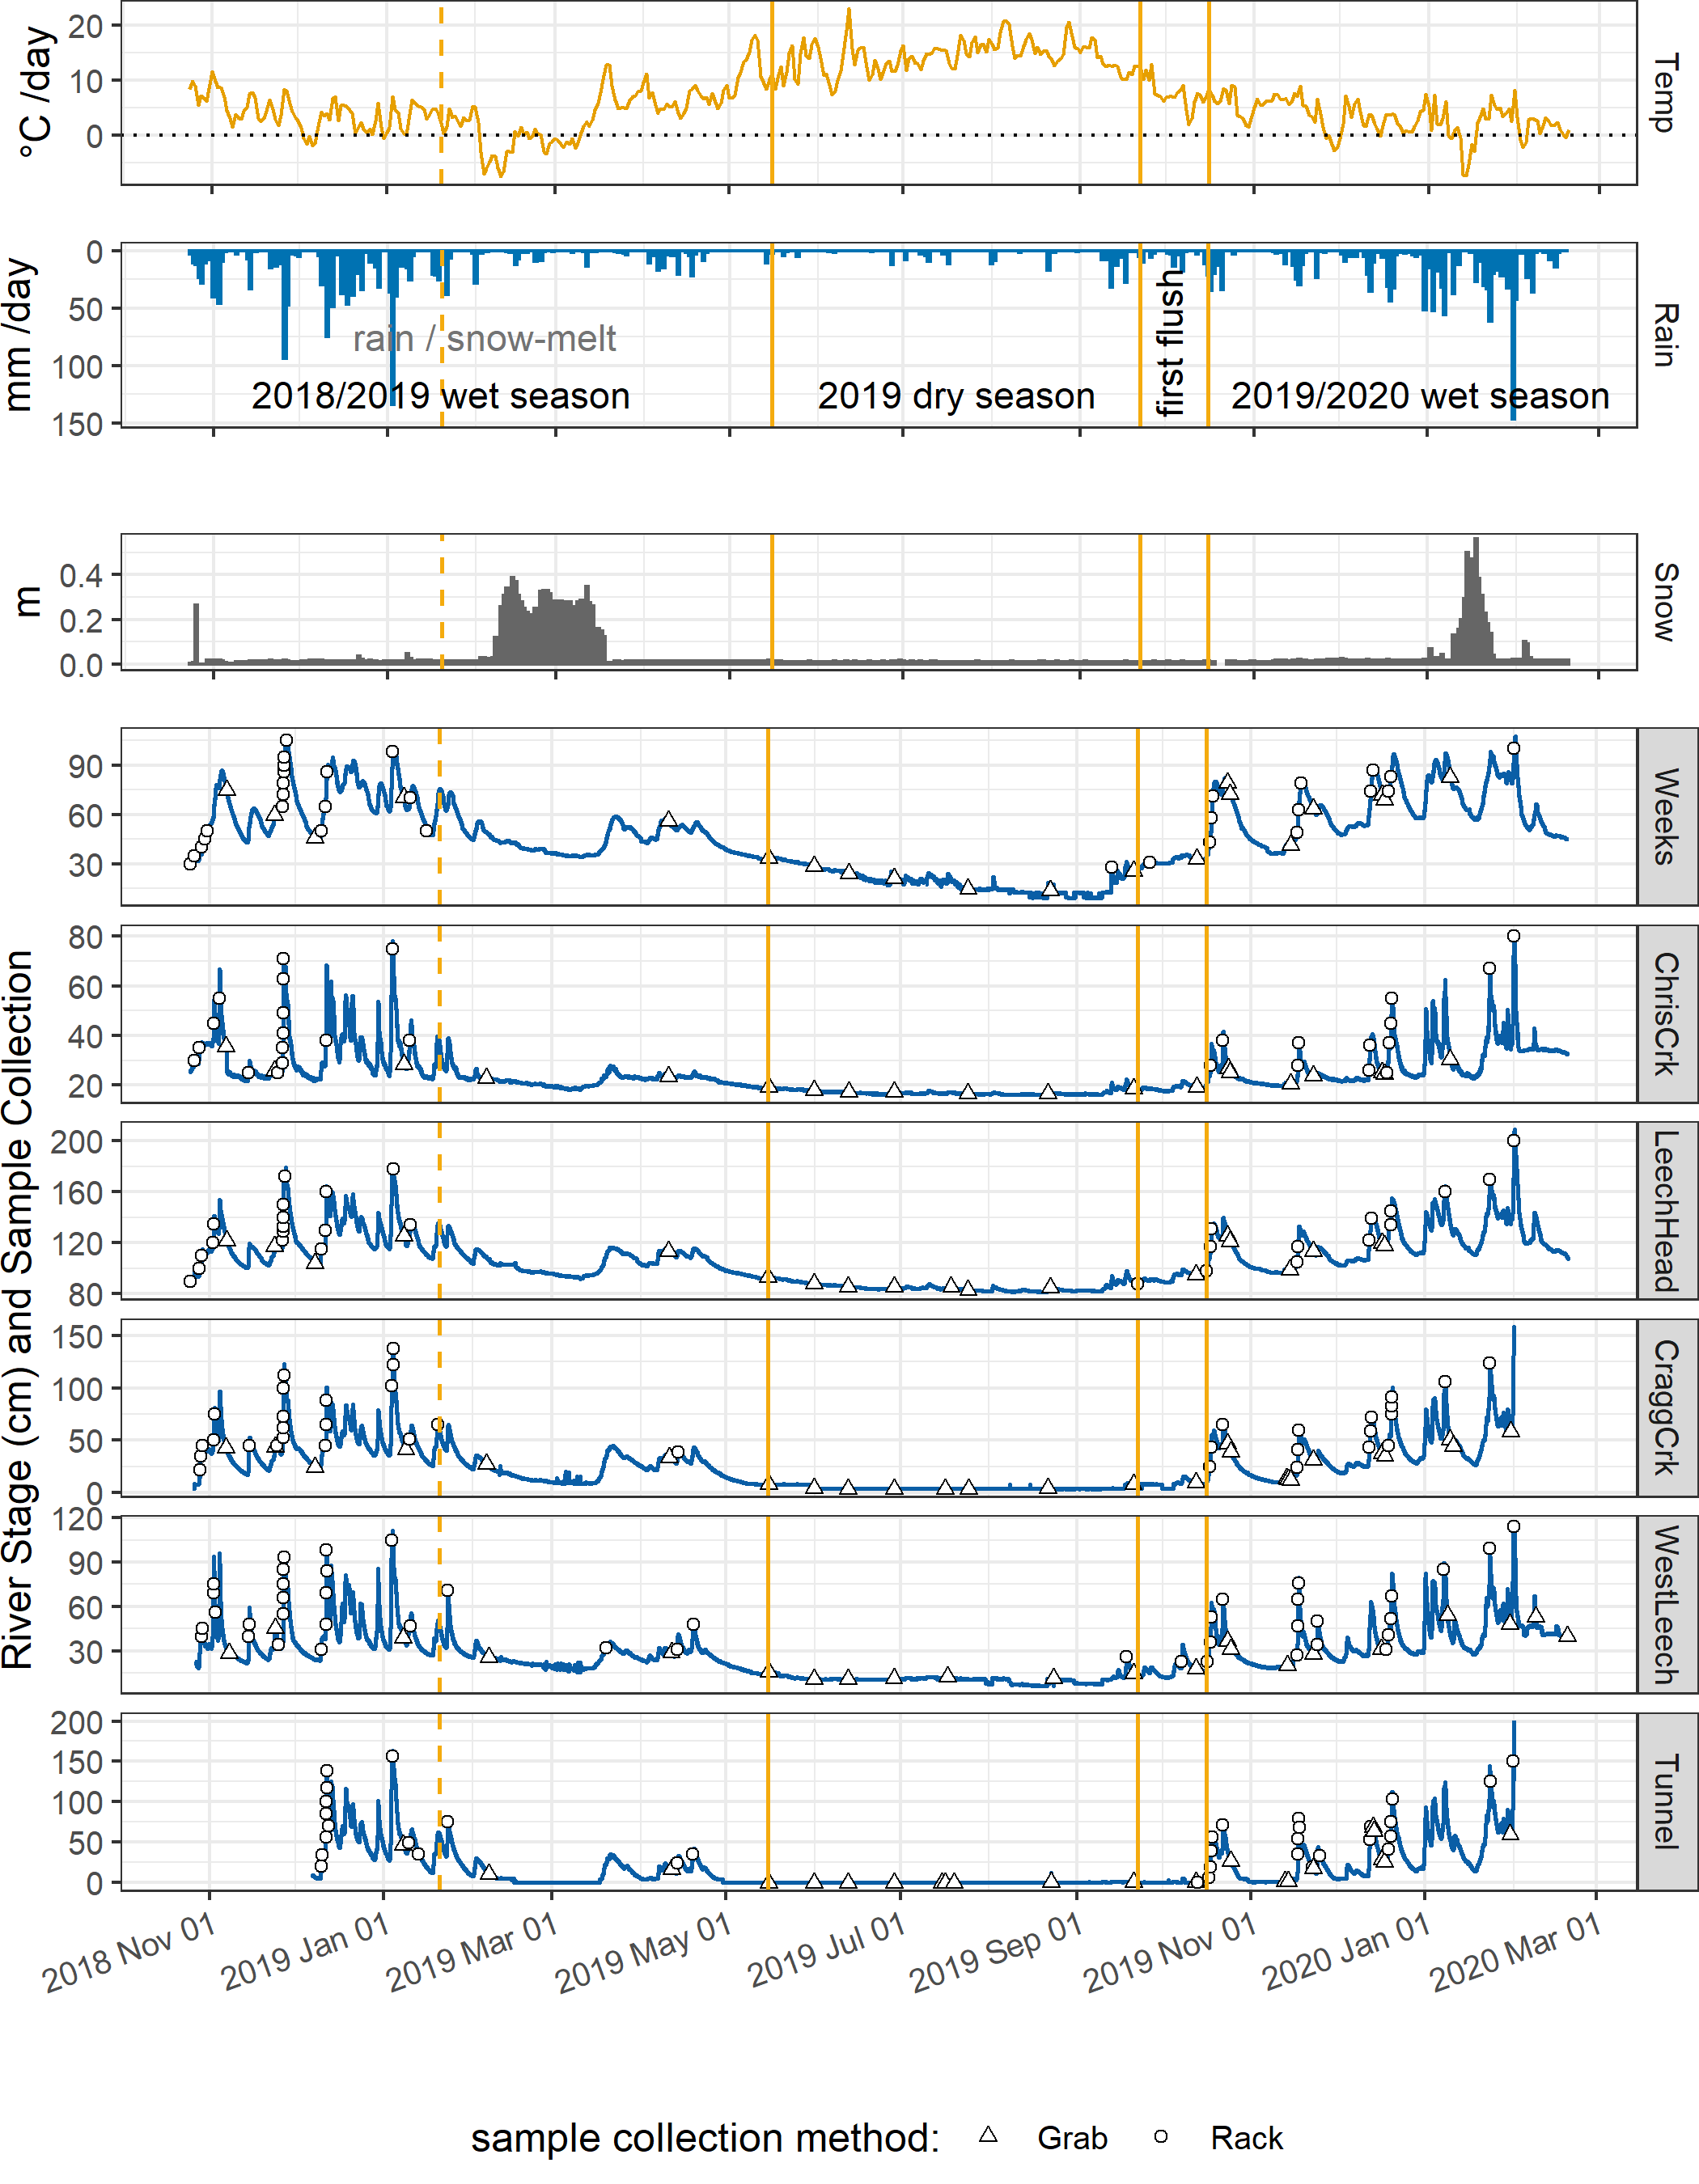 °C /day
20
10
0
Temp
mm /day
0
50
100
150
rain / snow-melt
2018/2019 wet season
2019 dry season
first flush
2019/2020 wet season
Rain
m
0.4
0.2
0.0
Snow
River Stage (cm) and Sample Collection
90
60
30
Weeks
80
60
40
20
ChrisCrk
200
160
120
80
LeechHead
150
100
50
0
CraggCrk
120
90
60
30
WestLeech
200
150
100
50
0
Tunnel
2018 Nov 01
2019 Jan 01
2019 Mar 01
2019 May 01
2019 Jul 01
2019 Sep 01
2019 Nov 01
2020 Jan 01
2020 Mar 01
sample collection method: Grab Rack